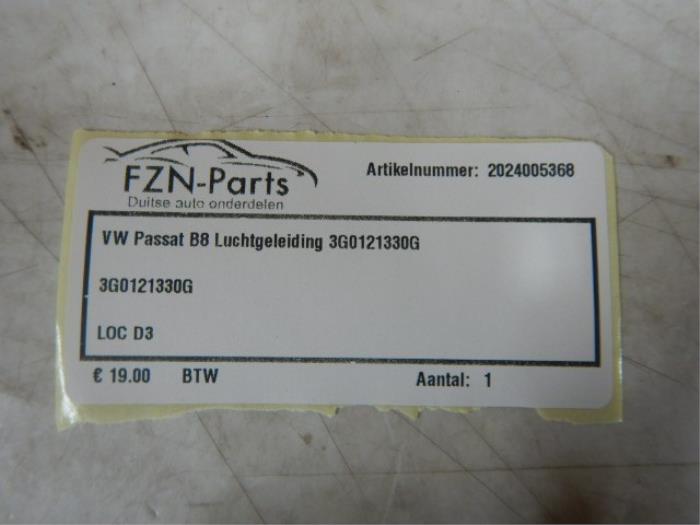 FZN-Parts
Duitse auto onderdelen
Artikelnummer: 2024005368
VW Passat B8 Luchtgeleiding 3G0121330G
3G0121330G
LOC D3
€ 19.00 BTW Aantal: 1